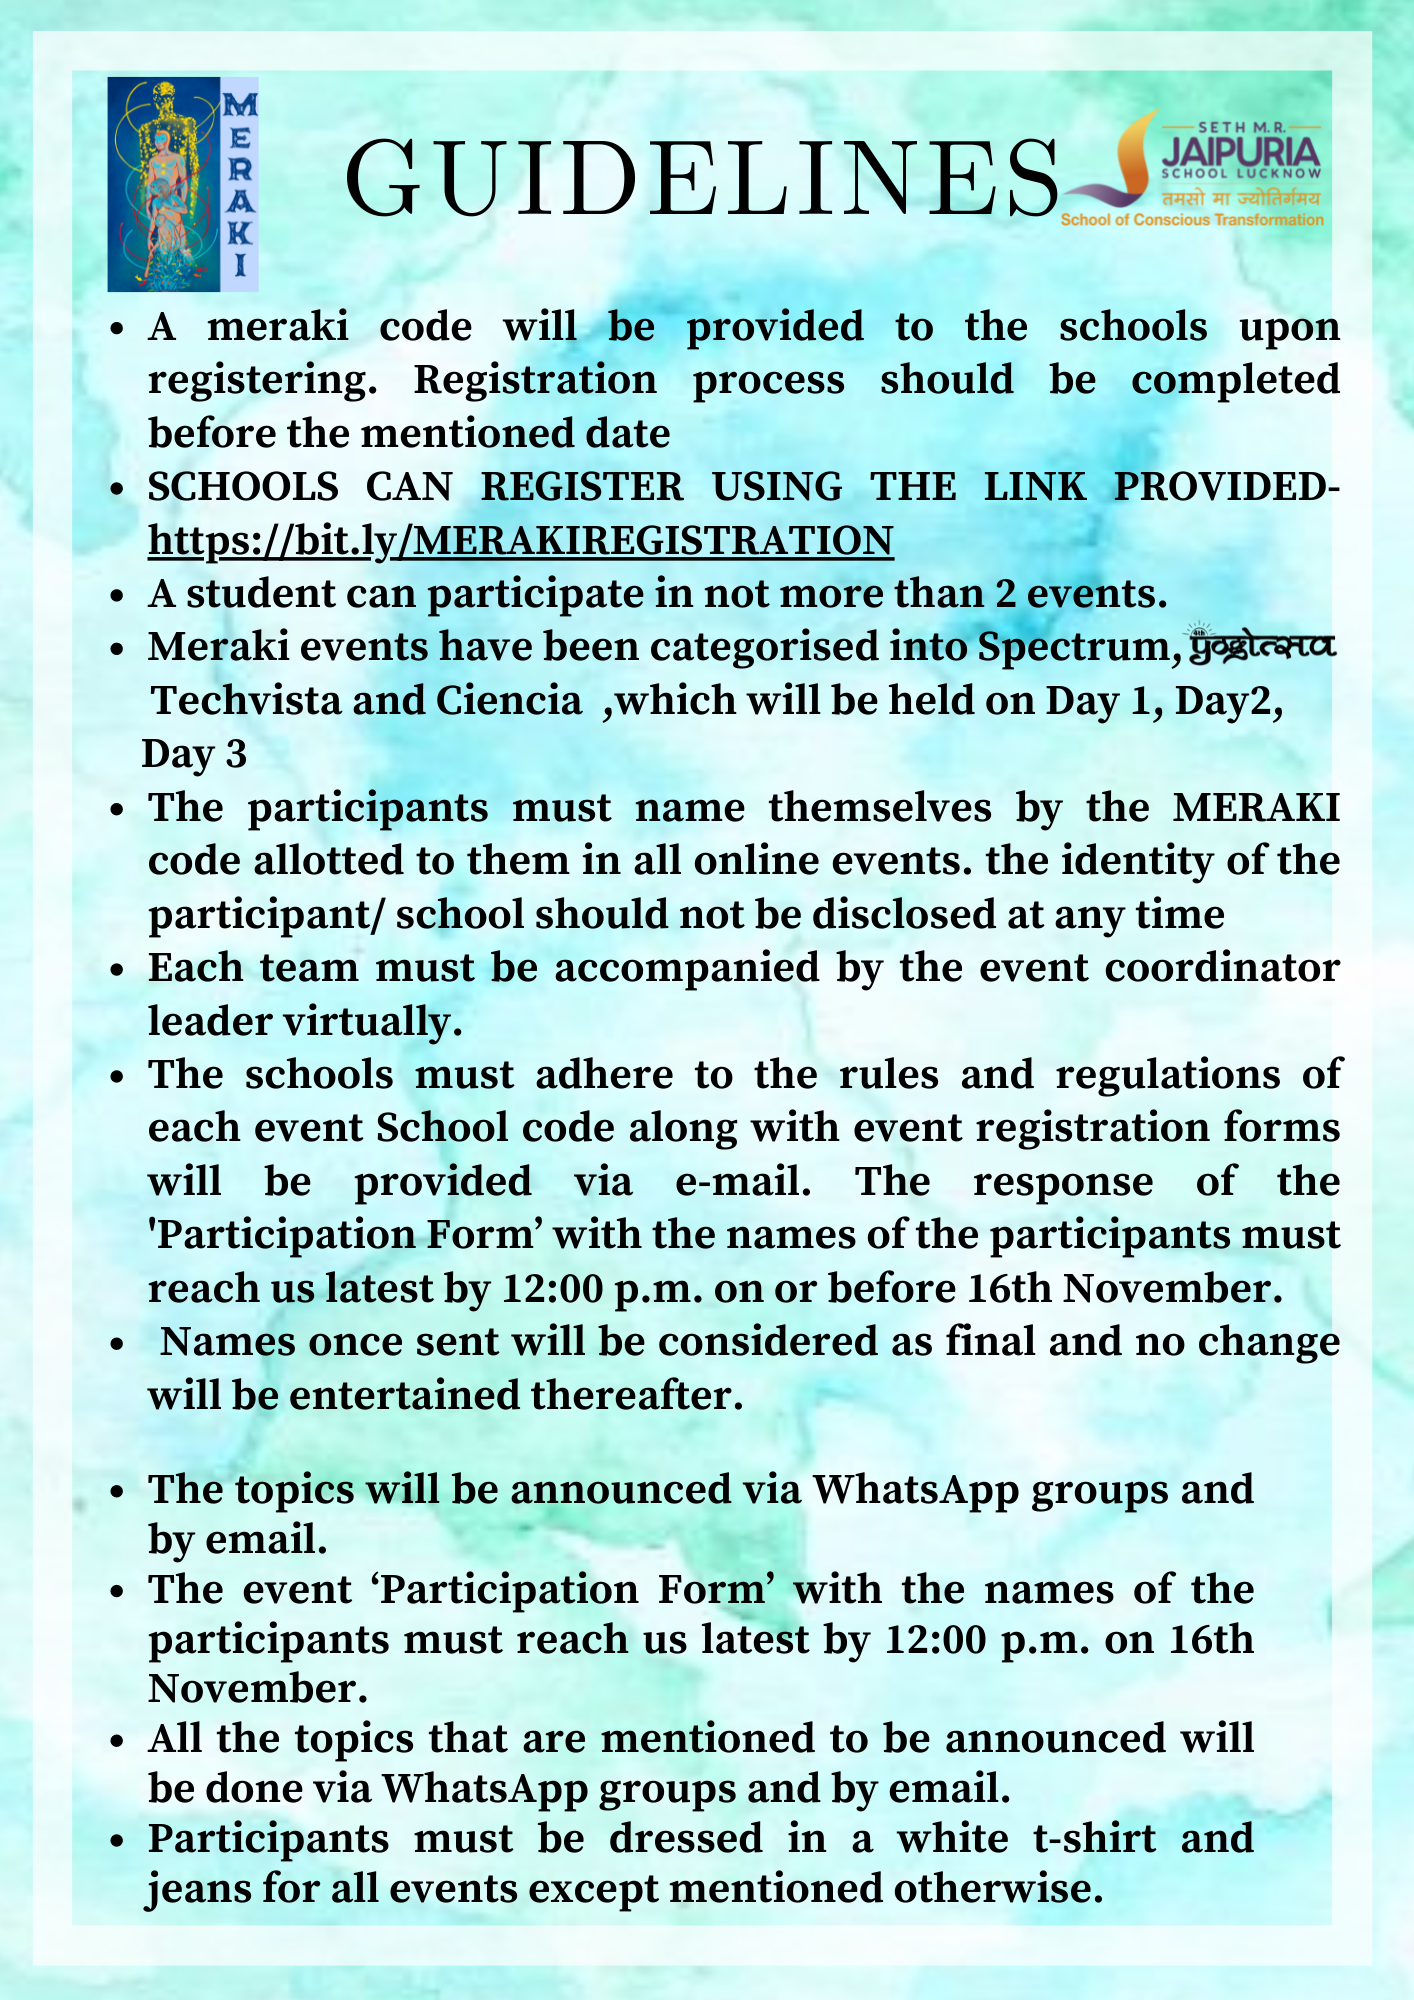 MERAKI
GUIDELINES
SETH M.R.
JAIPURIA
SCHOOL LUCKNOW
तमसो मा ज्योतिर्गमय
School of Conscious Transformation
• A meraki code will be provided to the schools upon
registering. Registration process should be completed
before the mentioned date
• SCHOOLS CAN REGISTER USING THE LINK PROVIDED-
https://bit.ly/MERAKIREGISTRATION
• A student can participate in not more than 2 events.
• Meraki events have been categorised into Spectrum, योगोत्सव
Techvista and Ciencia ,which will be held on Day 1, Day2,
Day 3
• The participants must name themselves by the MERAKI
code allotted to them in all online events. the identity of the
participant/ school should not be disclosed at any time
• Each team must be accompanied by the event coordinator
leader virtually.
• The schools must adhere to the rules and regulations of
each event School code along with event registration forms
will be provided via e-mail. The response of the
'Participation Form’ with the names of the participants must
reach us latest by 12:00 p.m. on or before 16th November.
• Names once sent will be considered as final and no change
will be entertained thereafter.
• The topics will be announced via WhatsApp groups and
by email.
• The event ‘Participation Form’ with the names of the
participants must reach us latest by 12:00 p.m. on 16th
November.
• All the topics that are mentioned to be announced will
be done via WhatsApp groups and by email.
• Participants must be dressed in a white t-shirt and
jeans for all events except mentioned otherwise.